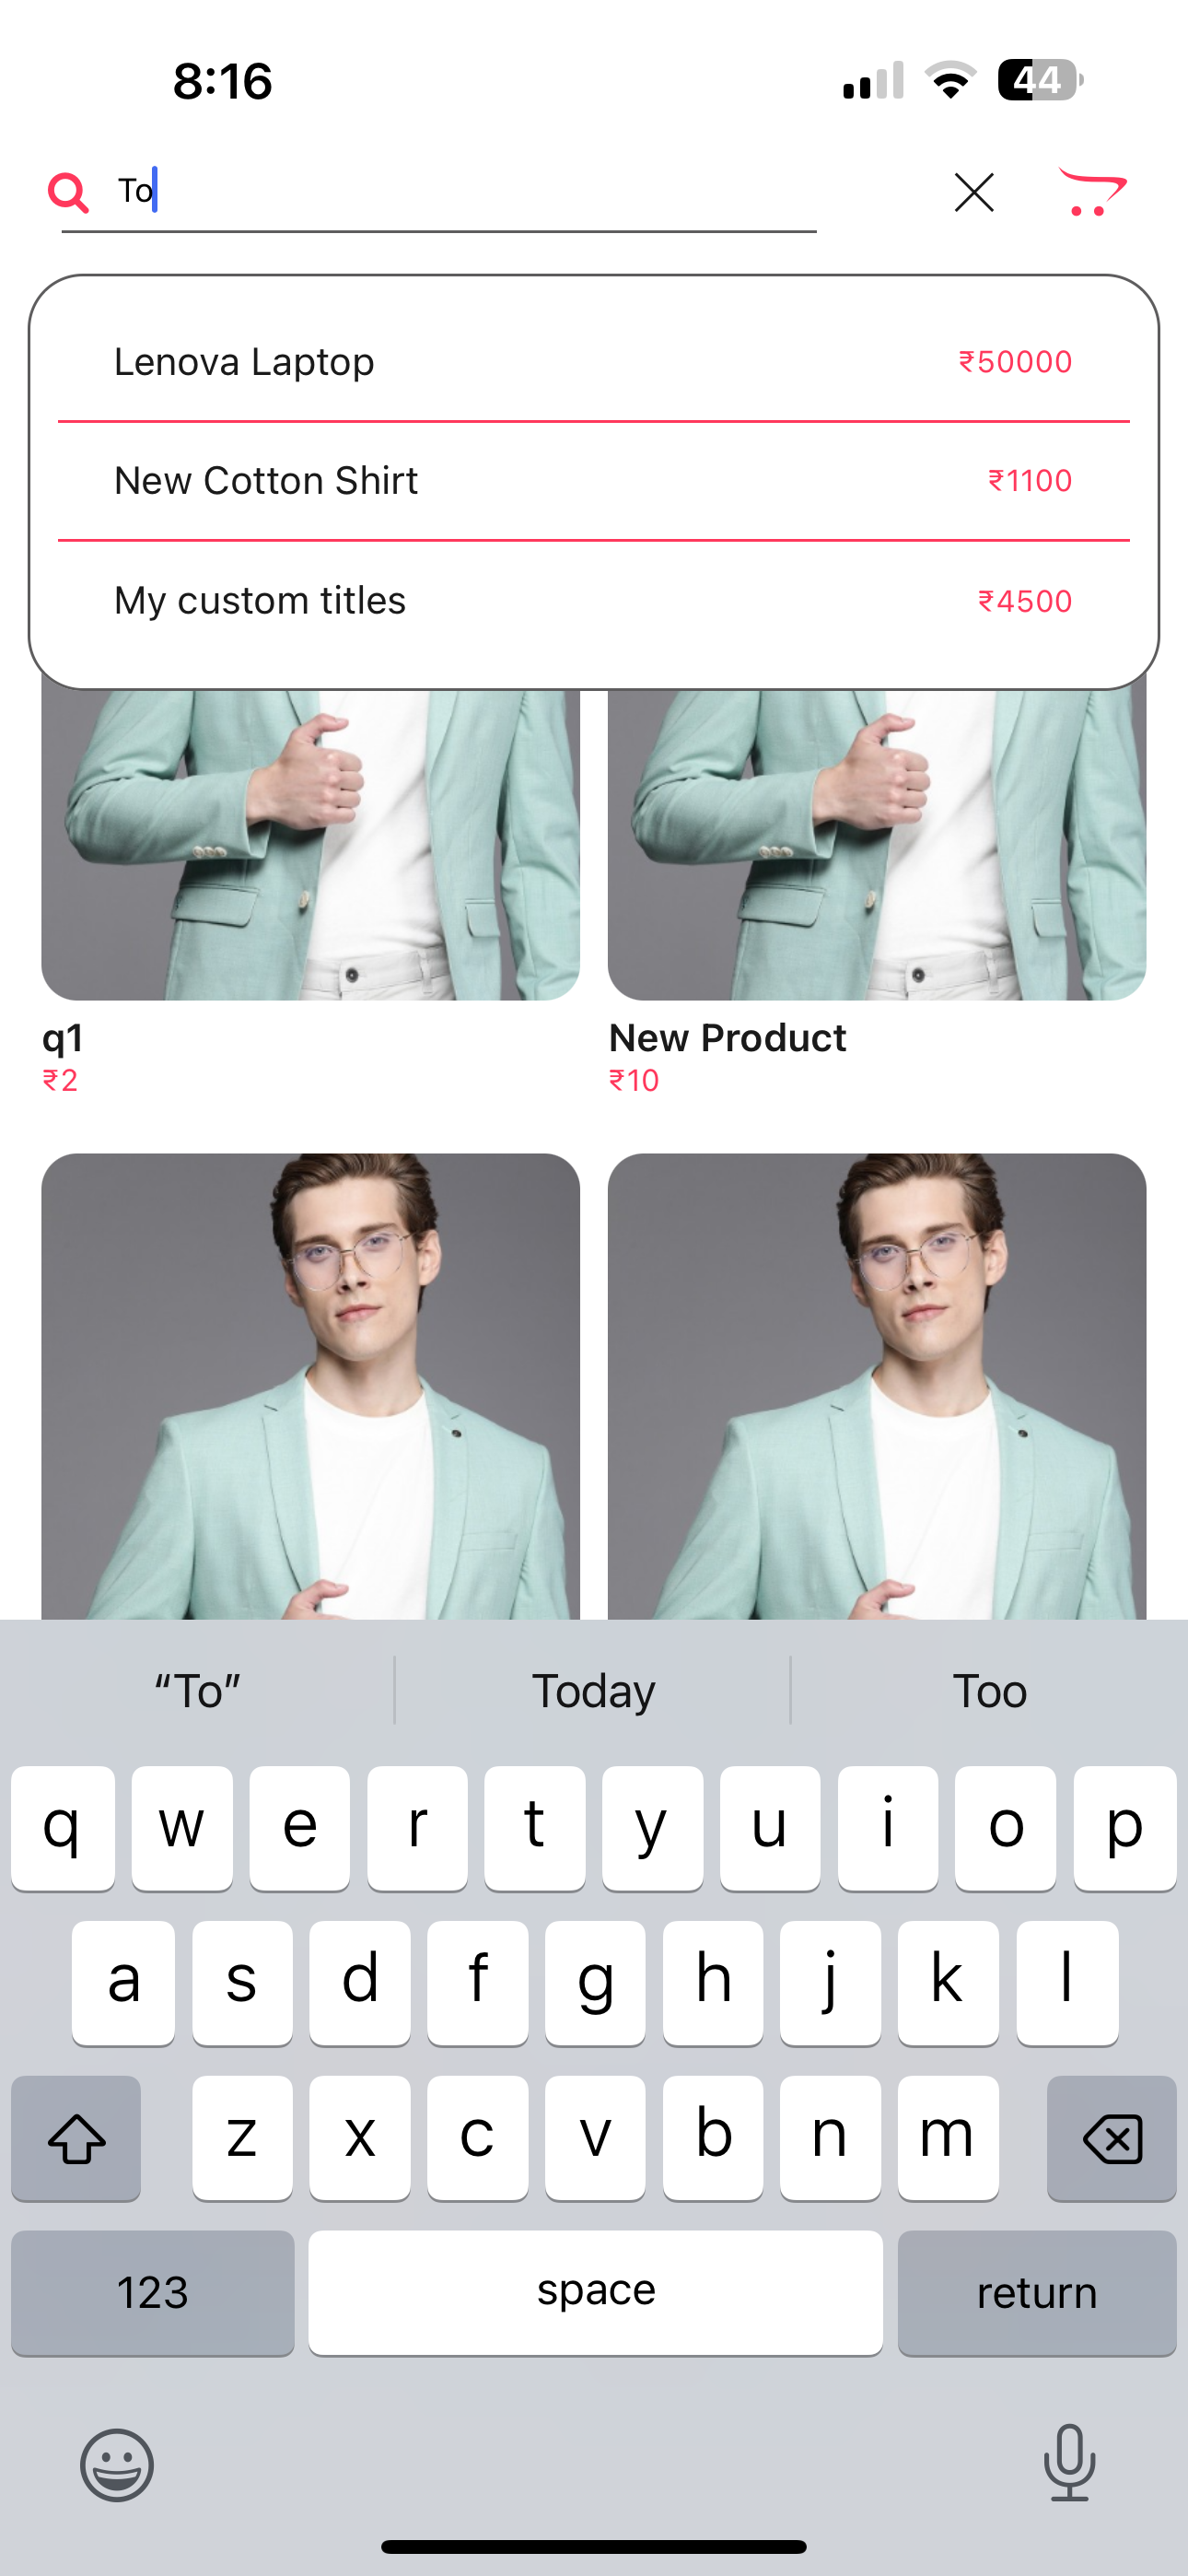 8:16
44
To
Lenova Laptop ₹50000
New Cotton Shirt ₹1100
My custom titles ₹4500
q1 New Product
₹2 ₹10
“To” Today Too
q w e r t y u i o p
a s d f g h j k l
z x c v b n m
123 space return